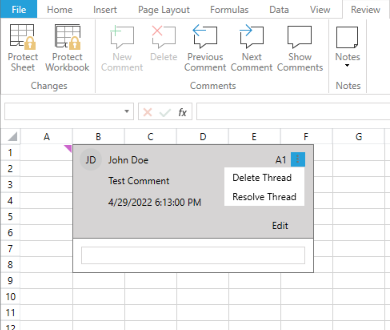 File Home Insert Page Layout Formulas Data View Review
Protect Sheet
Protect Workbook
New Comment
Delete
Previous Comment
Next Comment
Show Comments
Notes
Changes Comments Notes
fx
A B C D E F G
1
2
3
4
5
6
7
8
9
10
11
12
JD John Doe A1
Test Comment
4/29/2022 6:13:00 PM
Delete Thread
Resolve Thread
Edit